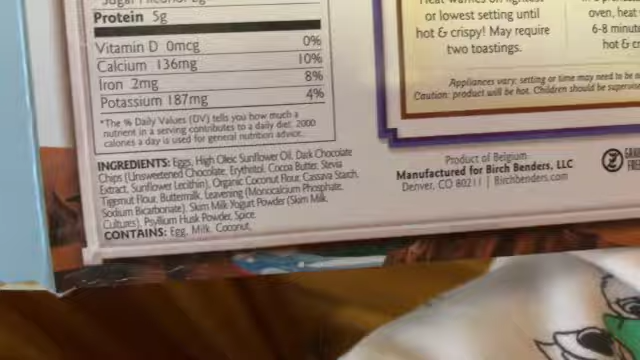 Protein 5g
Vitamin D 0mcg 0%
Calcium 136mg 10%
Iron 2mg 8%
Potassium 187mg 4%
*The % Daily Values (DV) tells you how much a
nutrient in a serving contributes to a daily diet. 2000
calories a day is used for general nutrition advice.
INGREDIENTS: Eggs, High Oleic Sunflower Oil, Dark Chocolate
Chips (Unsweetened Chocolate, Erythritol, Cocoa Butter, Stevia
Extract, Sunflower Lecithin), Organic Coconut Flour, Cassava Starch,
Tigernut Flour, Buttermilk, Leavening (Monocalcium Phosphate,
Sodium Bicarbonate), Skim Milk Yogurt Powder (Skim Milk,
Cultures), Psyllium Husk Powder, Spice.
CONTAINS: Egg, Milk, Coconut.
or lowest setting until
hot & crispy! May require
two toastings.
oven, heat
6-8 minut
hot & cr
Appliances vary; setting or time may need to be
Caution: product will be hot. Children should be supervise
Product of Belgium
Manufactured for Birch Benders, LLC
Denver, CO 80211 | Birchbenders.com
FREE